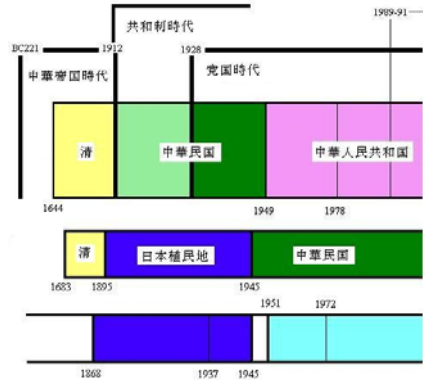 1989-91
共和制時代
BC221
1912
1928
中華帝国時代
党国時代
清
中華民国
中華人民共和国
1644
1949
1978
清
日本植民地
中華民国
1683
1895
1945
1951
1972
1868
1937
1945